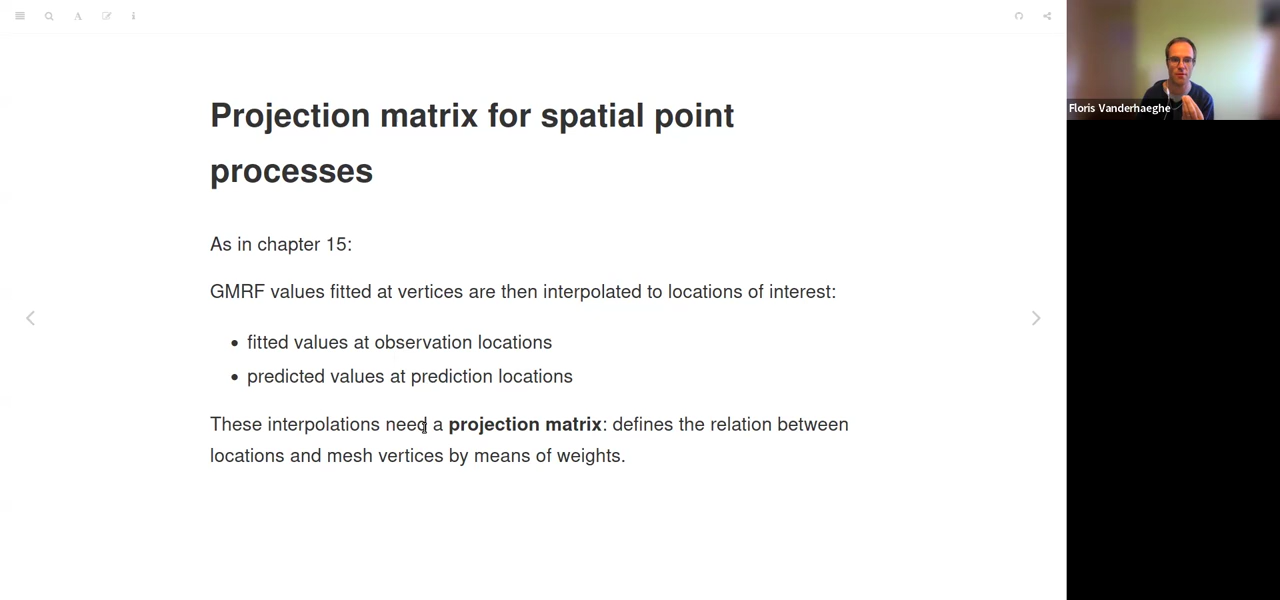 Projection matrix for spatial point
processes
As in chapter 15:
GMRF values fitted at vertices are then interpolated to locations of interest:
• fitted values at observation locations
• predicted values at prediction locations
These interpolations need a projection matrix: defines the relation between
locations and mesh vertices by means of weights.
Floris Vanderhaeghe